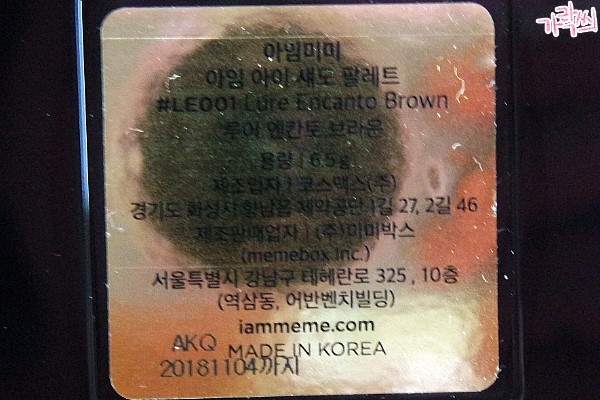 가락찌
아임미미
아임 아이 섀도 팔레트
#LE001 Lure Encanto Brown
루어 엔칸토 브라운
용량 | 6.5g
제조업자 | 코스맥스(주)
경기도 화성시 향남읍 제약공단 1길 27, 2길 46
제조판매업자 | (주)미미박스
(memebox Inc.)
서울특별시 강남구 테헤란로 325, 10층
(역삼동, 어반벤치빌딩)
iammeme.com
AKQ MADE IN KOREA
20181104까지